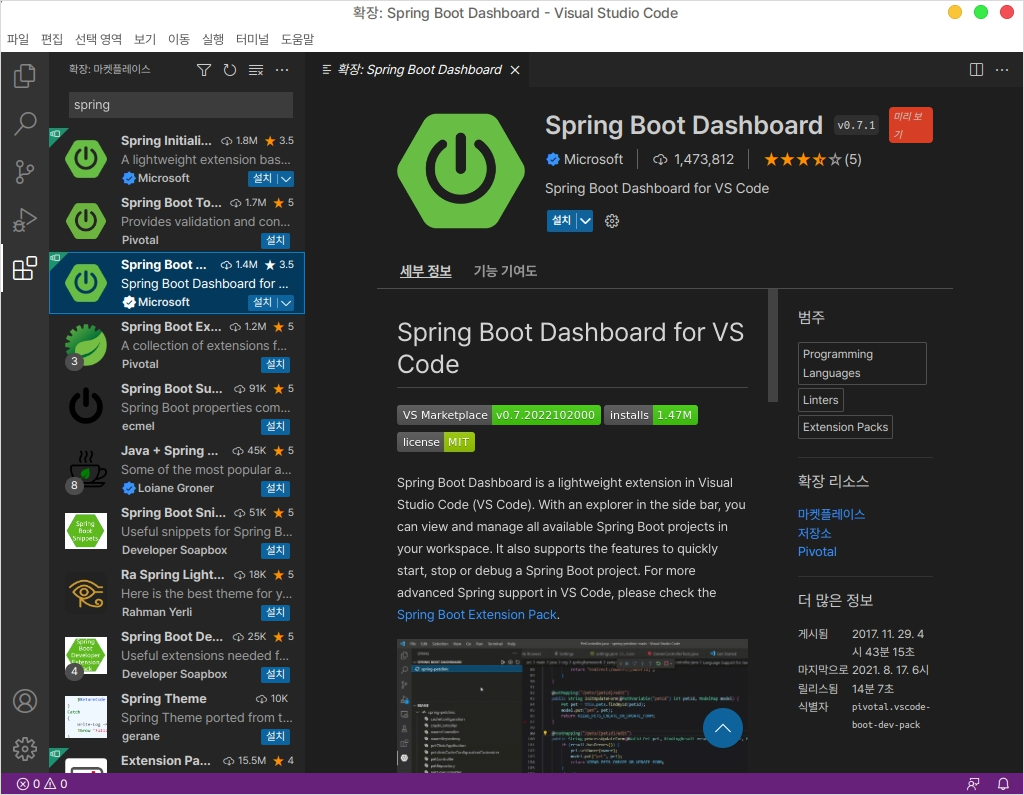 확장: Spring Boot Dashboard - Visual Studio Code
파일 편집 선택 영역 보기 이동 실행 터미널 도움말
확장: 마켓플레이스
spring
Spring Initiali... 1.8M 3.5
A lightweight extension bas...
Microsoft 설치
Spring Boot To... 1.7M 5
Provides validation and con...
Pivotal 설치
Spring Boot ... 1.4M 3.5
Spring Boot Dashboard for ...
Microsoft 설치
Spring Boot Ex... 1.2M 5
A collection of extensions f...
3
Pivotal 설치
Spring Boot Su... 91K 5
Spring Boot properties com...
ecmel 설치
Java + Spring ... 45K 5
Some of the most popular a...
8
Loiane Groner 설치
Spring Boot Sni... 51K 5
Spring
Boot
Snippets
Useful snippets for Spring B...
Developer Soapbox 설치
Ra Spring Light... 18K 5
Here is the best theme for y...
Rahman Yerli 설치
Spring Boot De... 25K 5
Spring
Boot
Developer
Extension
Pack
Useful extensions needed f...
4
Developer Soapbox 설치
Spring Theme 10K
Spring Theme ported from t...
gerane 설치
Extension Pa... 15.5M 4
확장: Spring Boot Dashboard
Spring Boot Dashboard v0.7.1 미리 보
기
Microsoft 1,473,812 (5)
Spring Boot Dashboard for VS Code
설치
세부 정보 기능 기여도
Spring Boot Dashboard for VS
Code
VS Marketplace v0.7.2022102000 installs 1.47M
license MIT
Spring Boot Dashboard is a lightweight extension in Visual
Studio Code (VS Code). With an explorer in the side bar, you
can view and manage all available Spring Boot projects in
your workspace. It also supports the features to quickly
start, stop or debug a Spring Boot project. For more
advanced Spring support in VS Code, please check the
Spring Boot Extension Pack.
범주
Programming
Languages
Linters
Extension Packs
확장 리소스
마켓플레이스
저장소
Pivotal
더 많은 정보
게시됨 2017. 11. 29. 4
시 43분 15초
마지막으로 2021. 8. 17. 6시
릴리스됨 14분 7초
식별자 pivotal.vscode-
boot-dev-pack
0 0